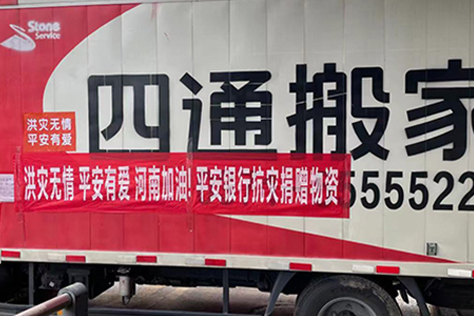 Stone
Service
四通搬家
洪灾无情
平安有爱
洪灾无情 平安有爱 河南加油! 平安银行抗灾捐赠物资
555522